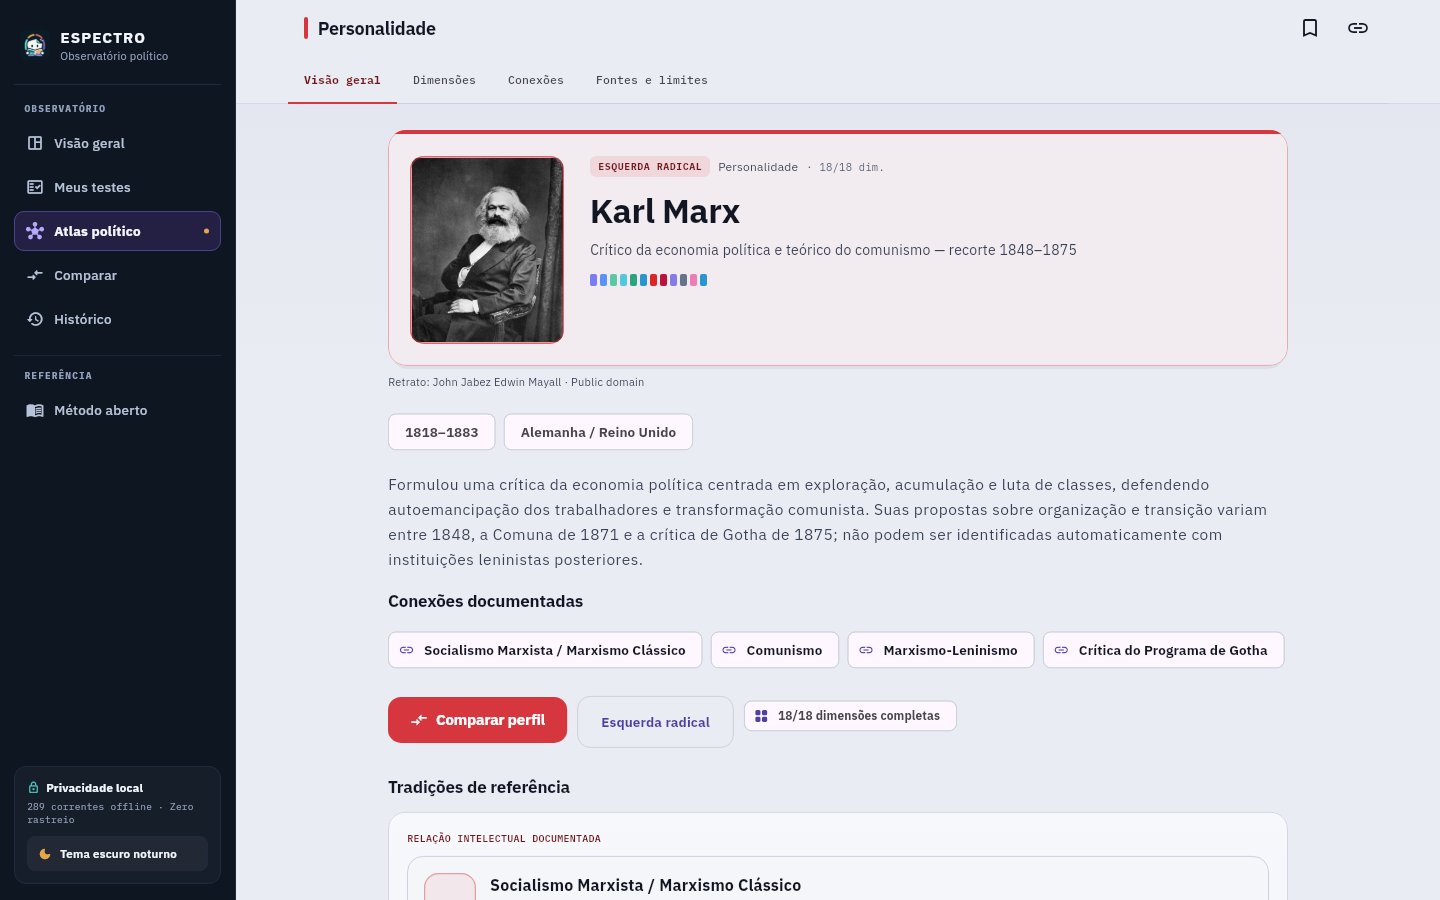 ESPECTRO
Observatório político
OBSERVATÓRIO
Visão geral
Meus testes
Atlas político
Comparar
Histórico
REFERÊNCIA
Método aberto
Privacidade local
289 correntes offline · Zero
rastreio
Tema escuro noturno
Personalidade
Visão geral
Dimensões
Conexões
Fontes e limites
ESQUERDA RADICAL
Personalidade · 18/18 dim.
Karl Marx
Crítico da economia política e teórico do comunismo — recorte 1848–1875
Retrato: John Jabez Edwin Mayall · Public domain
1818–1883
Alemanha / Reino Unido
Formulou uma crítica da economia política centrada em exploração, acumulação e luta de classes, defendendo
autoemancipação dos trabalhadores e transformação comunista. Suas propostas sobre organização e transição variam
entre 1848, a Comuna de 1871 e a crítica de Gotha de 1875; não podem ser identificadas automaticamente com
instituições leninistas posteriores.
Conexões documentadas
Socialismo Marxista / Marxismo Clássico
Comunismo
Marxismo-Leninismo
Crítica do Programa de Gotha
Comparar perfil
Esquerda radical
18/18 dimensões completas
Tradições de referência
RELAÇÃO INTELECTUAL DOCUMENTADA
Socialismo Marxista / Marxismo Clássico